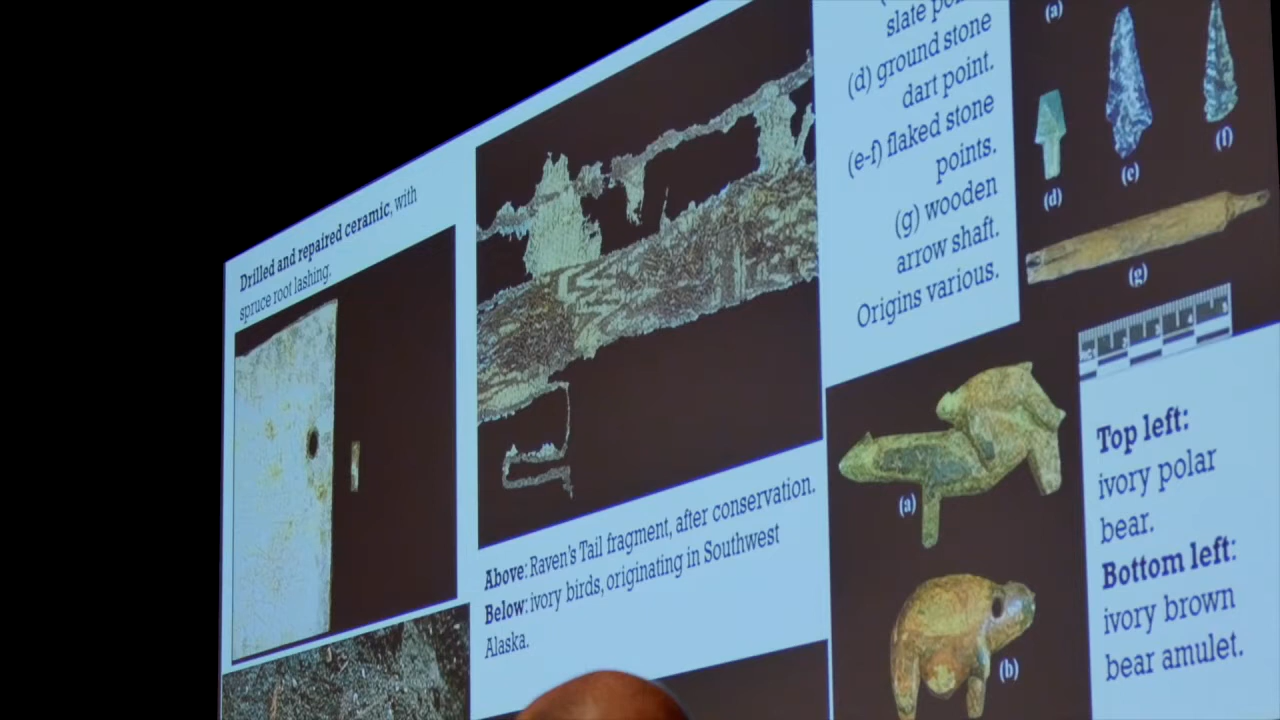 Drilled and repaired ceramic, with
spruce root lashing.
Above: Raven's Tail fragment, after conservation.
Below: ivory birds, originating in Southwest
Alaska.
slate
(d) ground stone
dart point.
(e-f) flaked stone
points.
(g) wooden
arrow shaft.
Origins various.
(a)
(d)
(e)
(f)
(g)
(a)
(b)
Top left:
ivory polar
bear.
Bottom left:
ivory brown
bear amulet.